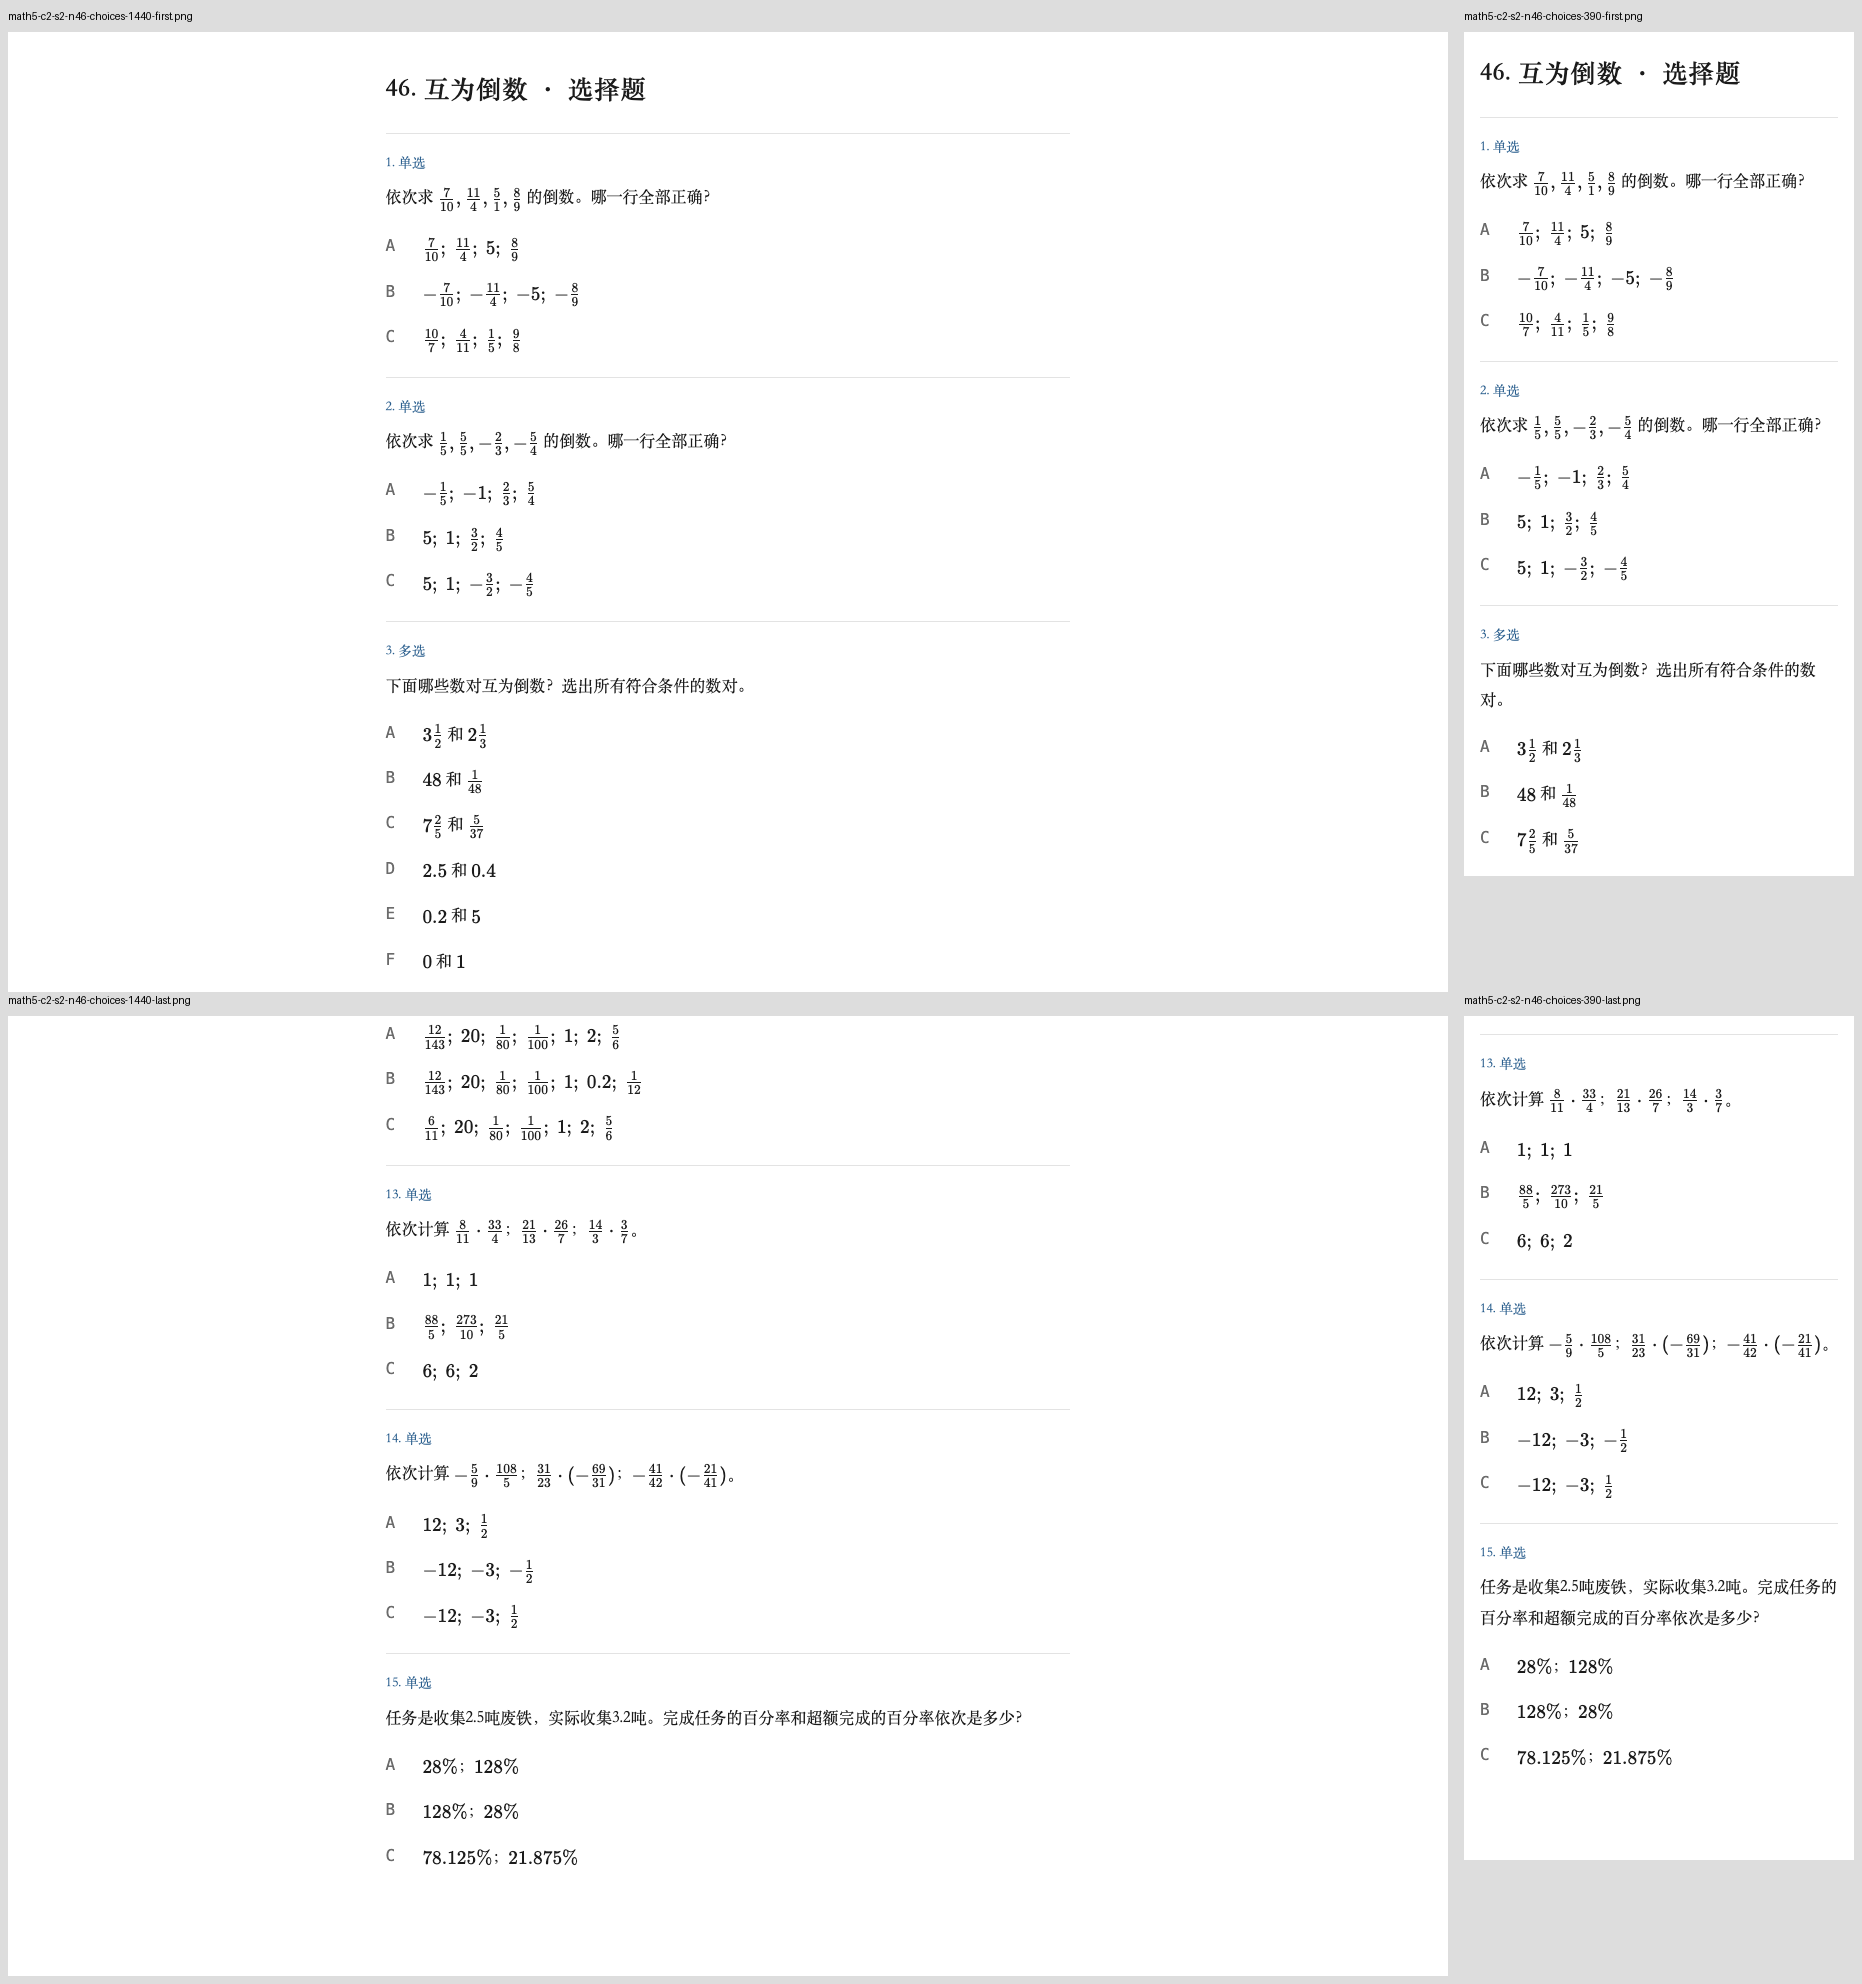 math5-c2-s2-n46-choices-1440-first.png
46. 互为倒数 · 选择题
1. 单选
依次求 7/10, 11/4, 5/1, 8/9 的倒数。哪一行全部正确？
A 7/10; 11/4; 5; 8/9
B −7/10; −11/4; −5; −8/9
C 10/7; 4/11; 1/5; 9/8
2. 单选
依次求 1/5, 5/5, −2/3, −5/4 的倒数。哪一行全部正确？
A −1/5; −1; 2/3; 5/4
B 5; 1; 3/2; 4/5
C 5; 1; −3/2; −4/5
3. 多选
下面哪些数对互为倒数？选出所有符合条件的数对。
A 3 1/2 和 2 1/3
B 48 和 1/48
C 7 2/5 和 5/37
D 2.5 和 0.4
E 0.2 和 5
F 0 和 1
math5-c2-s2-n46-choices-390-first.png
46. 互为倒数 · 选择题
1. 单选
依次求 7/10, 11/4, 5/1, 8/9 的倒数。哪一行全部正确？
A 7/10; 11/4; 5; 8/9
B −7/10; −11/4; −5; −8/9
C 10/7; 4/11; 1/5; 9/8
2. 单选
依次求 1/5, 5/5, −2/3, −5/4 的倒数。哪一行全部正确？
A −1/5; −1; 2/3; 5/4
B 5; 1; 3/2; 4/5
C 5; 1; −3/2; −4/5
3. 多选
下面哪些数对互为倒数？选出所有符合条件的数
对。
A 3 1/2 和 2 1/3
B 48 和 1/48
C 7 2/5 和 5/37
math5-c2-s2-n46-choices-1440-last.png
A 12/143; 20; 1/80; 1/100; 1; 2; 5/6
B 12/143; 20; 1/80; 1/100; 1; 0.2; 1/12
C 6/11; 20; 1/80; 1/100; 1; 2; 5/6
13. 单选
依次计算 8/11 · 33/4； 21/13 · 26/7； 14/3 · 3/7。
A 1; 1; 1
B 88/5; 273/10; 21/5
C 6; 6; 2
14. 单选
依次计算 −5/9 · 108/5； 31/23 · (−69/31)； −41/42 · (−21/41)。
A 12; 3; 1/2
B −12; −3; −1/2
C −12; −3; 1/2
15. 单选
任务是收集2.5吨废铁，实际收集3.2吨。完成任务的百分率和超额完成的百分率依次是多少？
A 28%；128%
B 128%；28%
C 78.125%；21.875%
math5-c2-s2-n46-choices-390-last.png
13. 单选
依次计算 8/11 · 33/4； 21/13 · 26/7； 14/3 · 3/7。
A 1; 1; 1
B 88/5; 273/10; 21/5
C 6; 6; 2
14. 单选
依次计算 −5/9 · 108/5； 31/23 · (−69/31)； −41/42 · (−21/41)。
A 12; 3; 1/2
B −12; −3; −1/2
C −12; −3; 1/2
15. 单选
任务是收集2.5吨废铁，实际收集3.2吨。完成任务的
百分率和超额完成的百分率依次是多少？
A 28%；128%
B 128%；28%
C 78.125%；21.875%